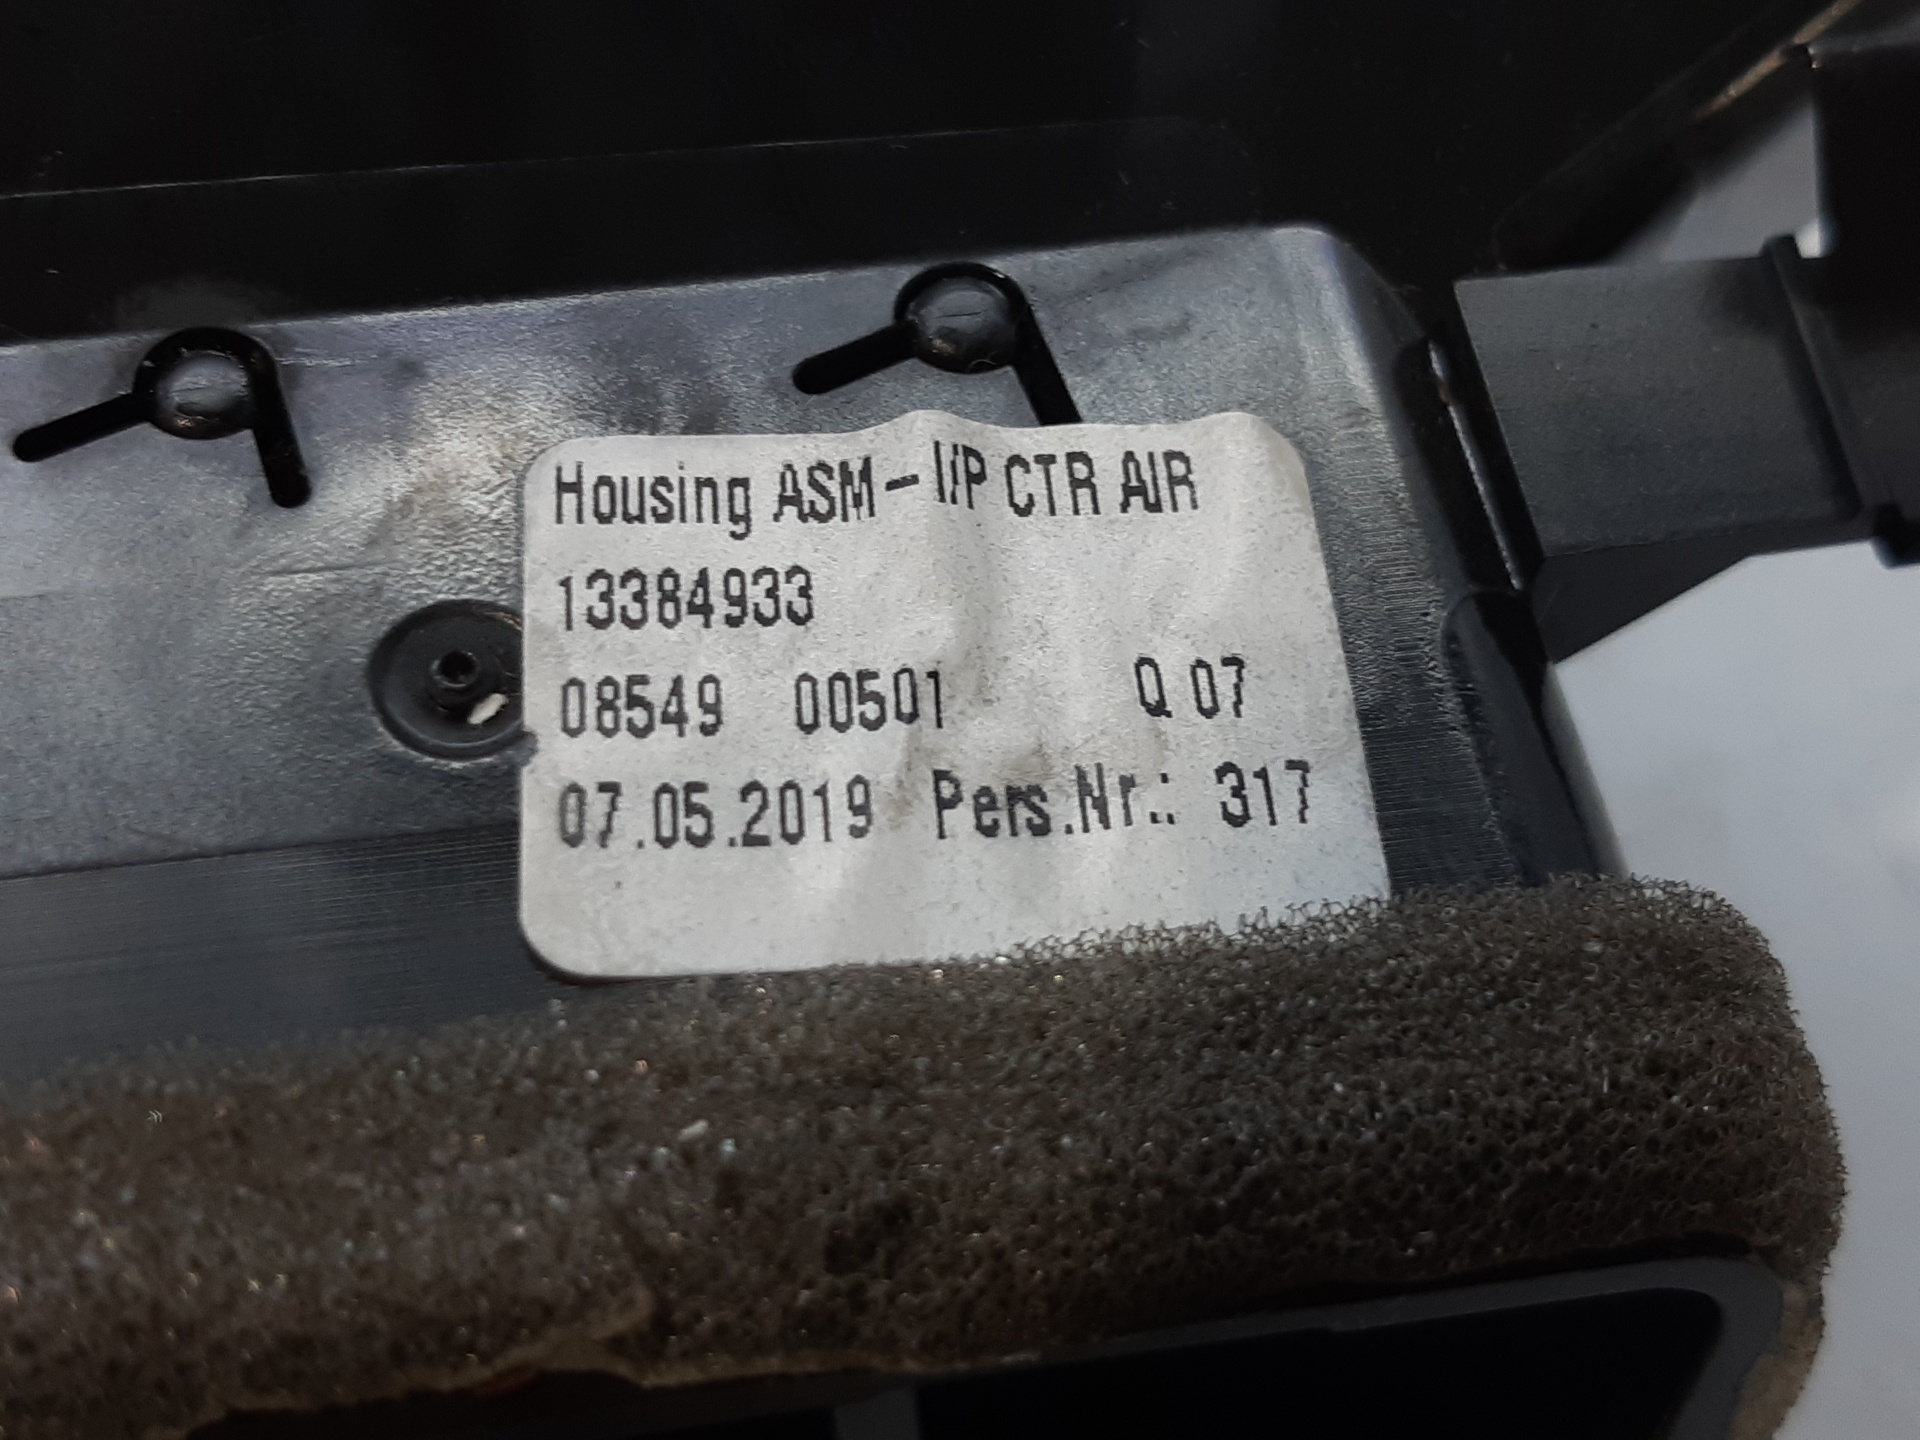 Housing ASM - I/P CTR AIR
13384933
08549 00501 Q 07
07.05.2019 Pers.Nr.: 317